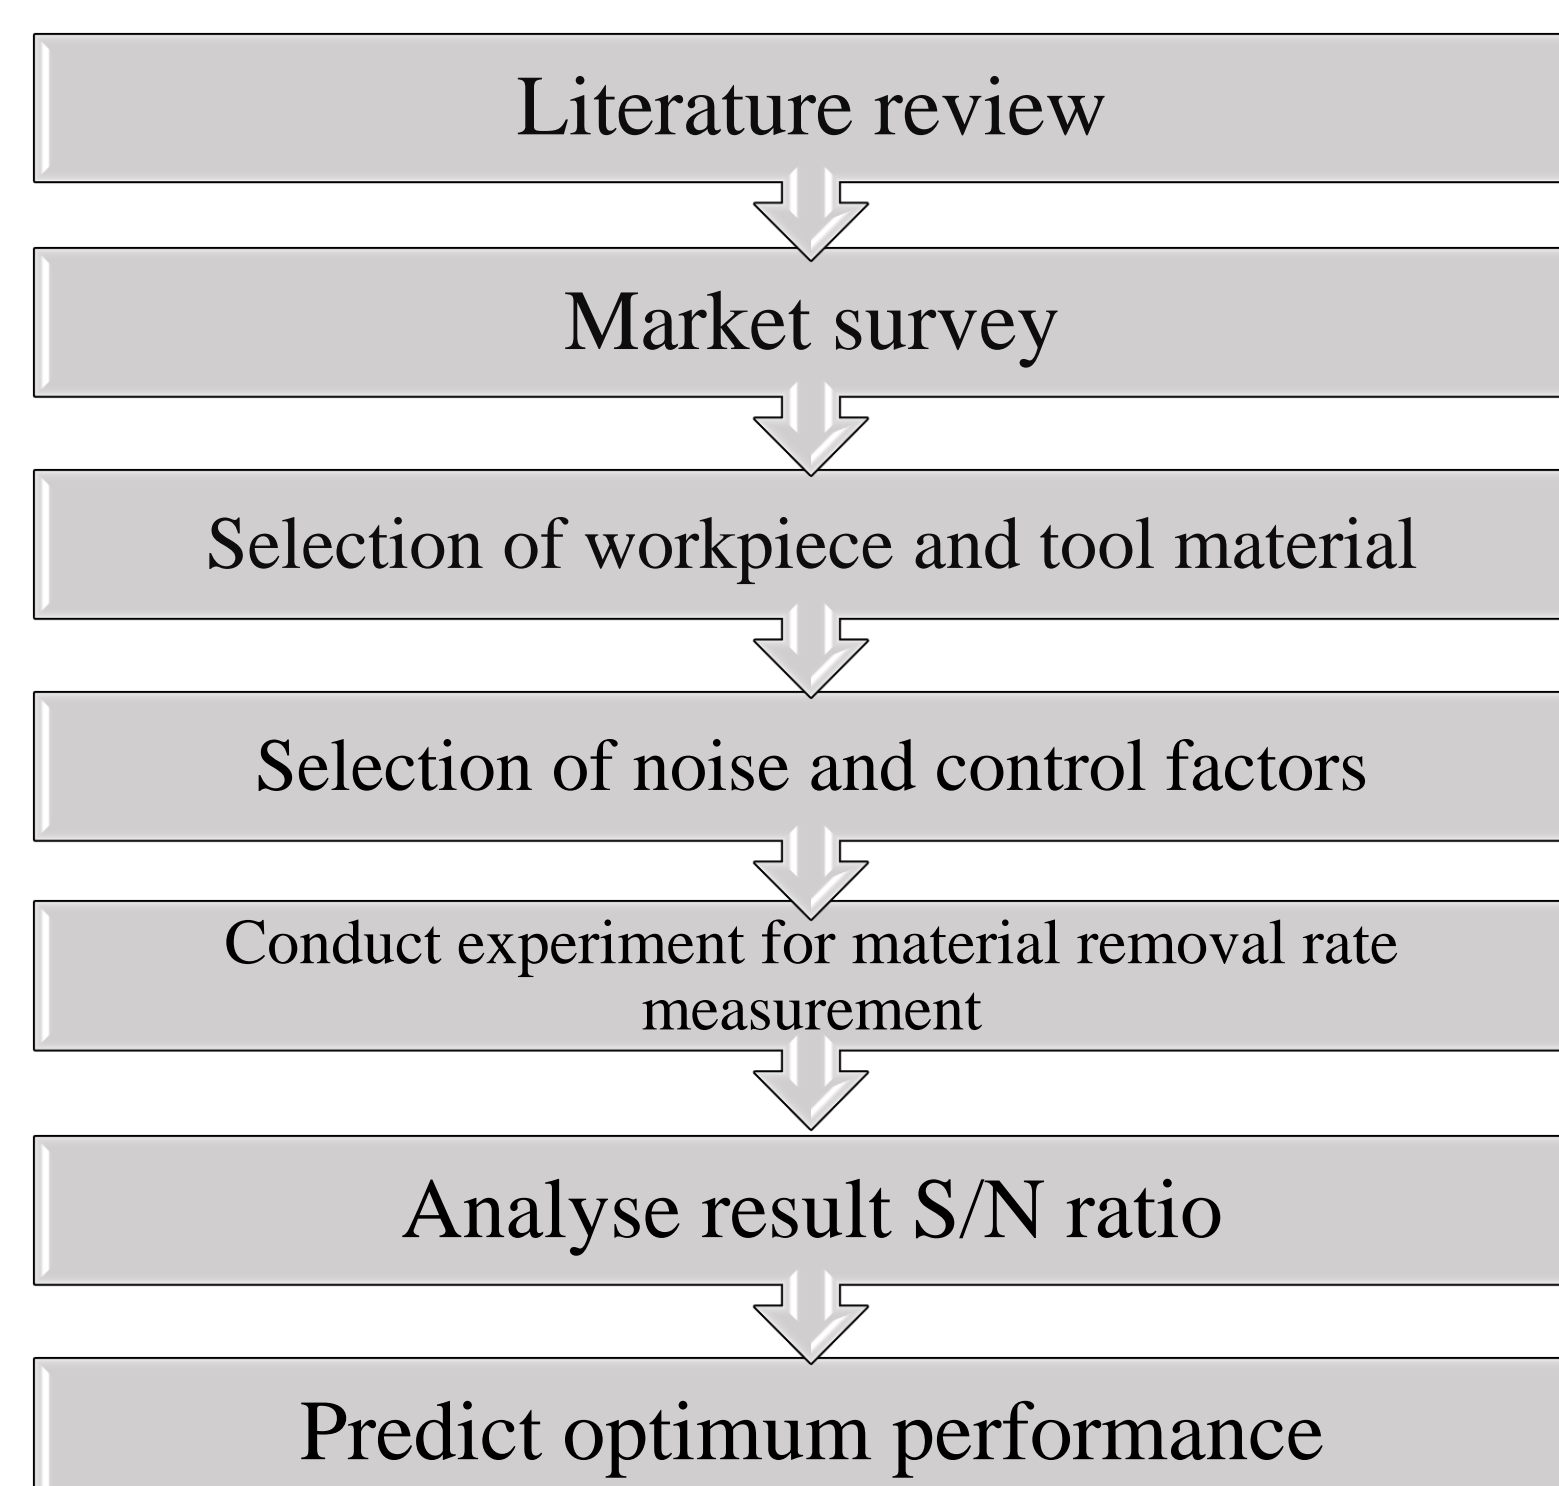 Literature review
Market survey
Selection of workpiece and tool material
Selection of noise and control factors
Conduct experiment for material removal rate
measurement
Analyse result S/N ratio
Predict optimum performance